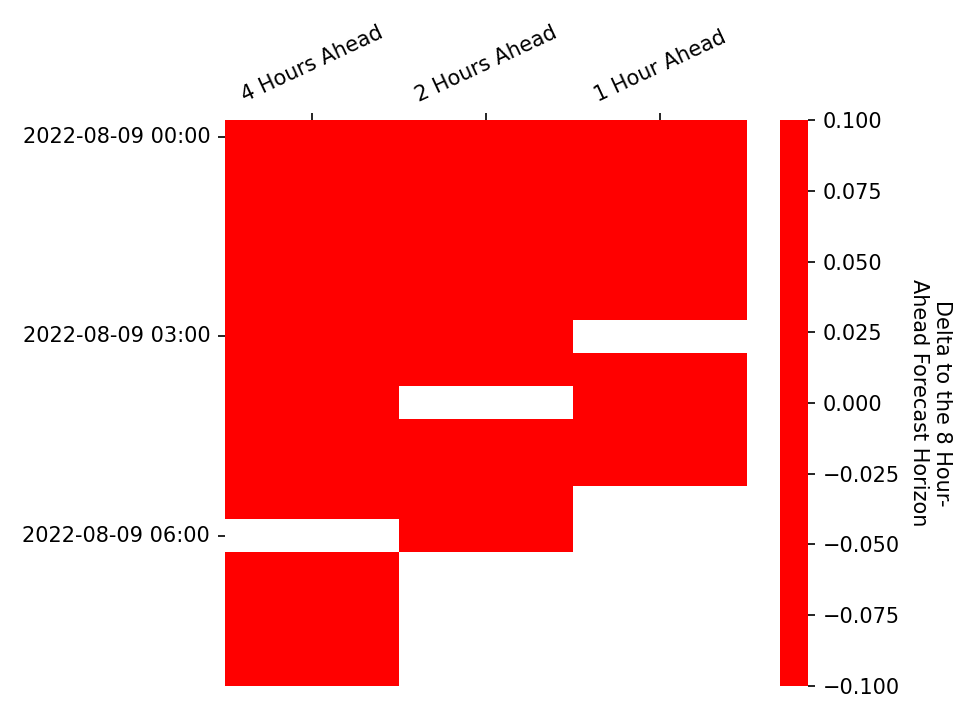 4 Hours Ahead
2 Hours Ahead
1 Hour Ahead
2022-08-09 00:00
2022-08-09 03:00
2022-08-09 06:00
0.100
0.075
0.050
0.025
0.000
−0.025
−0.050
−0.075
−0.100
Delta to the 8 Hour-
Ahead Forecast Horizon